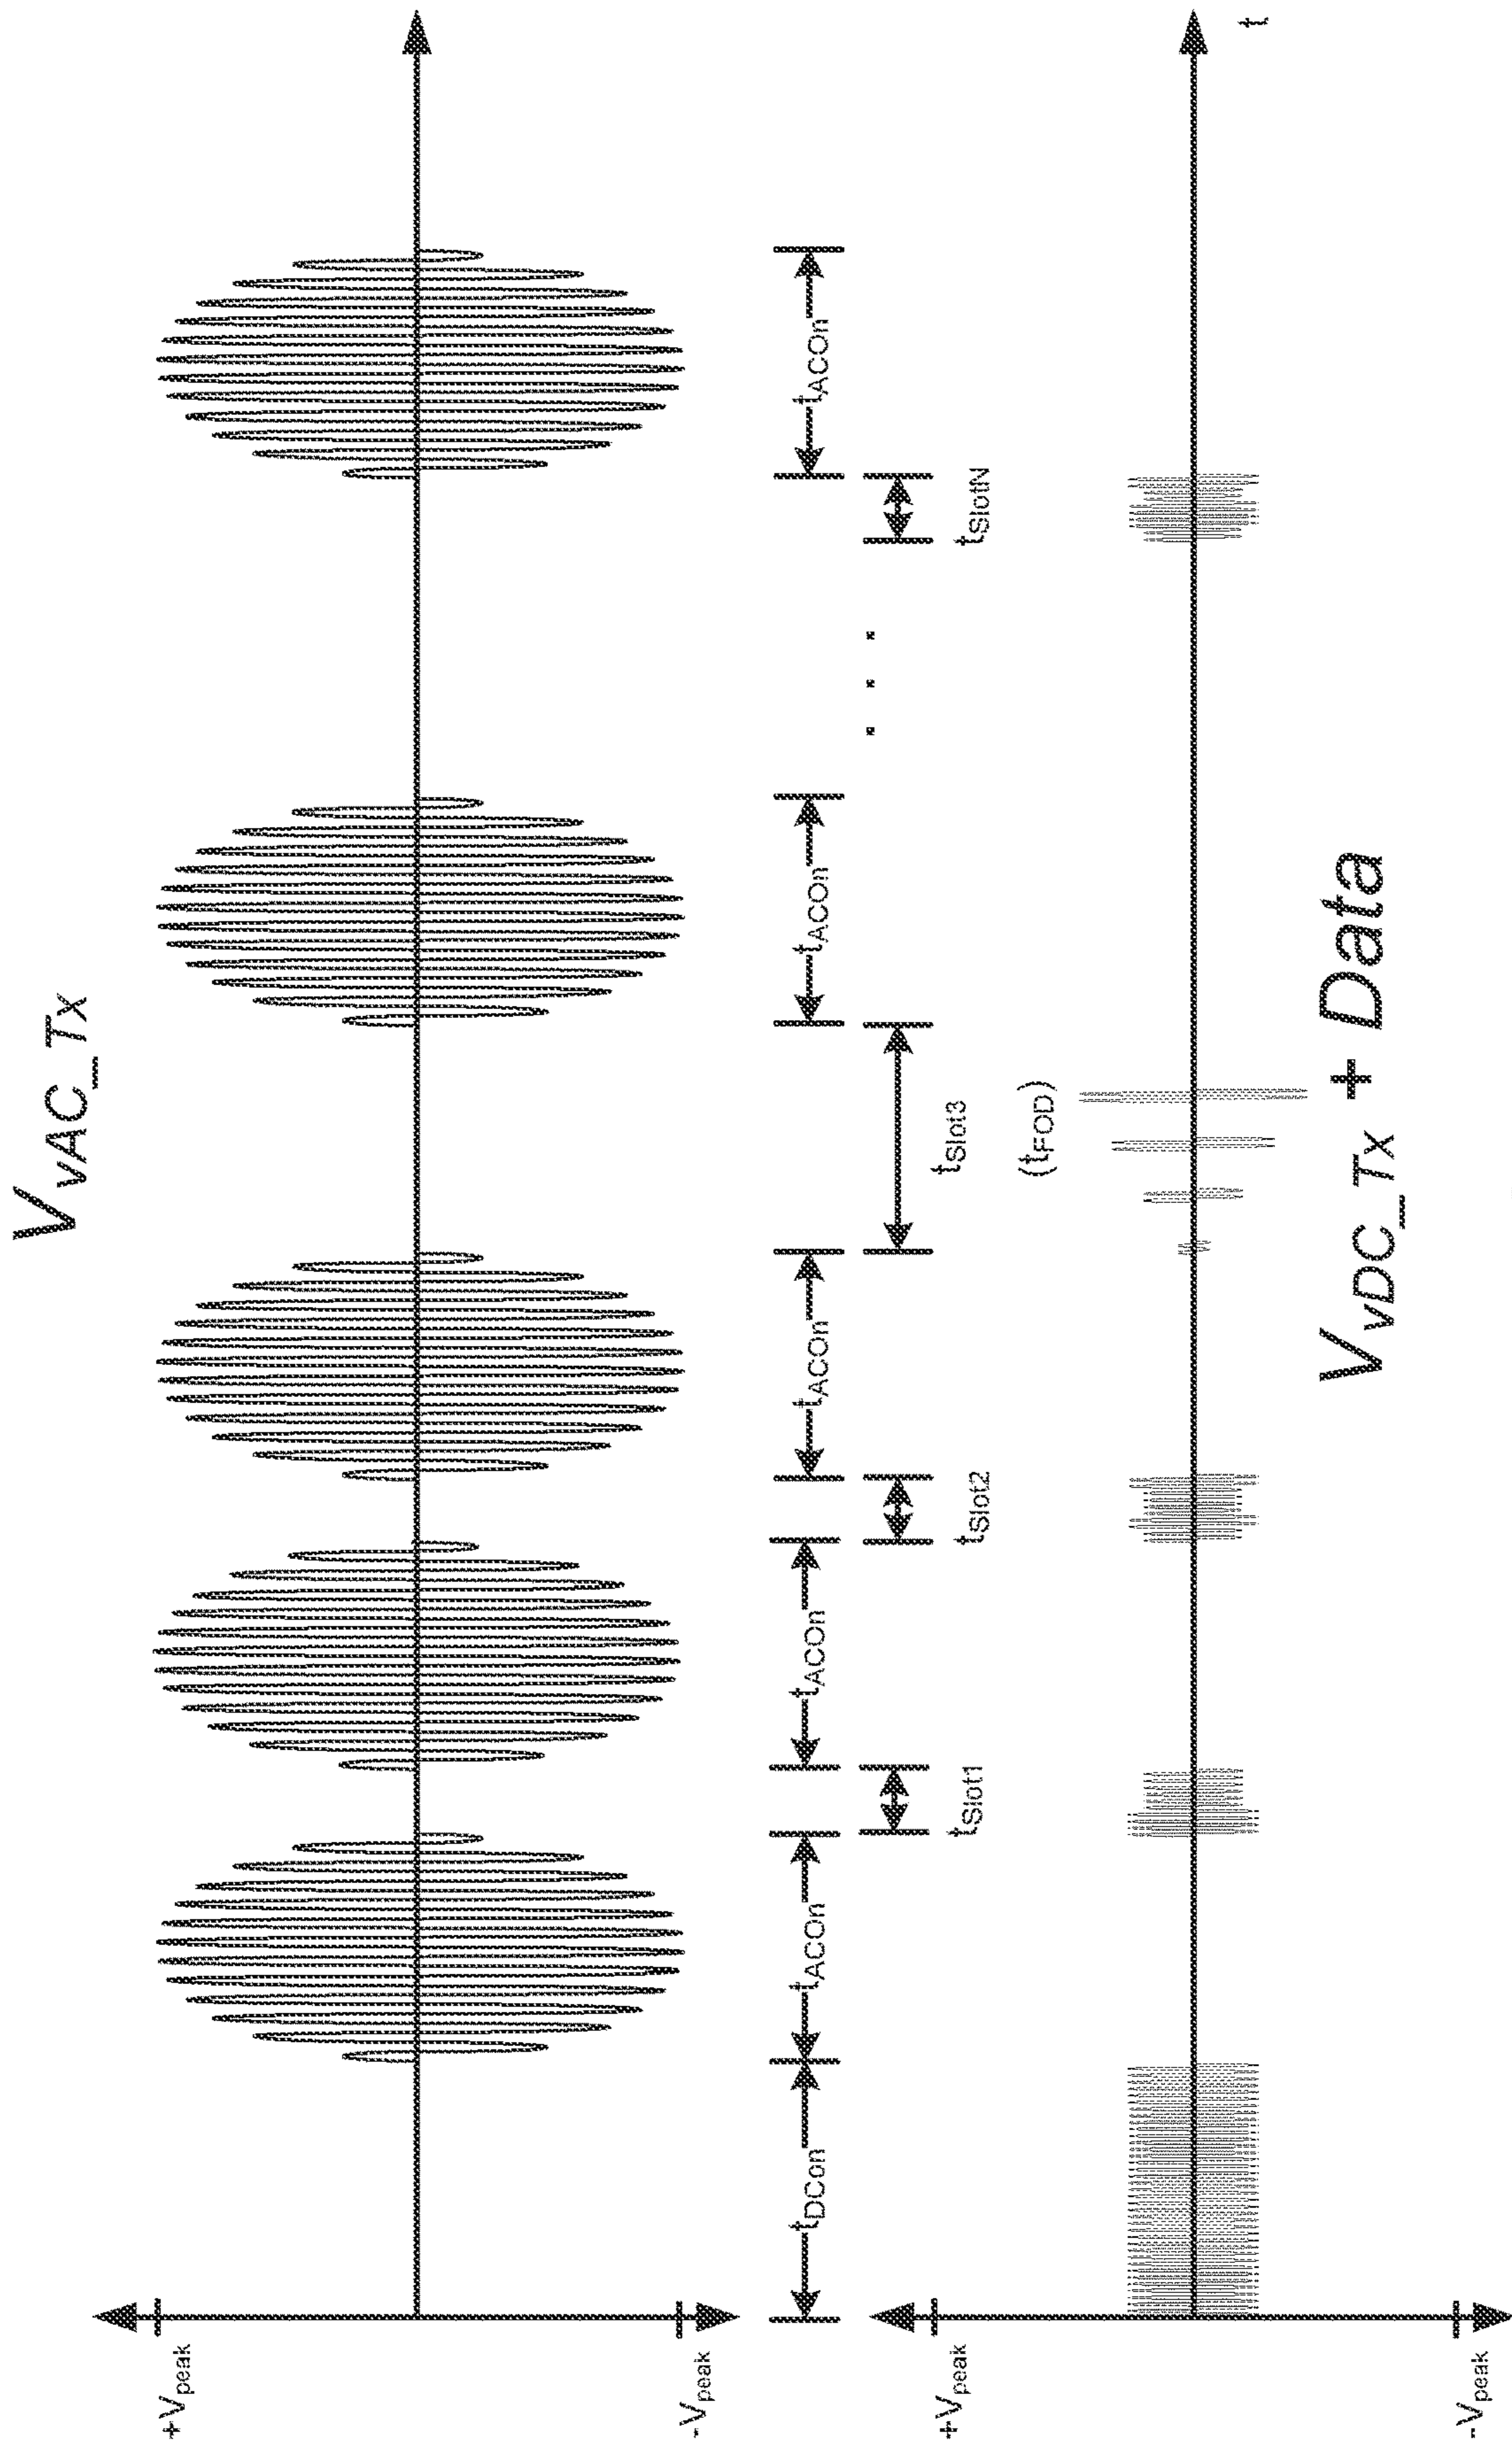 V_vAC_Tx
+V_peak
-V_peak
t_DCon
t_ACOn
t_ACOn
t_ACOn
t_ACOn
t_ACOn
t_Slot1
t_Slot2
t_Slot3
(t_FOD)
. . .
t_SlotN
+V_peak
-V_peak
t
V_vDC_Tx + Data